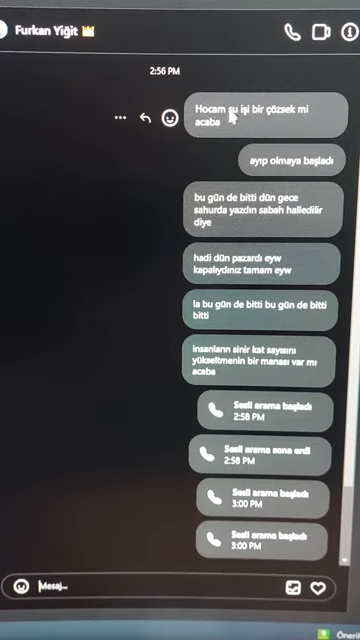 Furkan Yiğit 👑
2:56 PM
Hocam şu işi bir çözsek mi
acaba
ayıp olmaya başladı
bu gün de bitti dün gece
sahurda yazdın sabah halledilir
diye
hadi dün pazardı eyw
kapalıydınız tamam eyw
la bu gün de bitti bu gün de bitti
bitti
insanların sinir kat sayısını
yükseltmenin bir manası var mı
acaba
Sesli arama başladı
2:58 PM
Sesli arama sona erdi
2:58 PM
Sesli arama başladı
3:00 PM
Sesli arama başladı
3:00 PM
Mesaj...